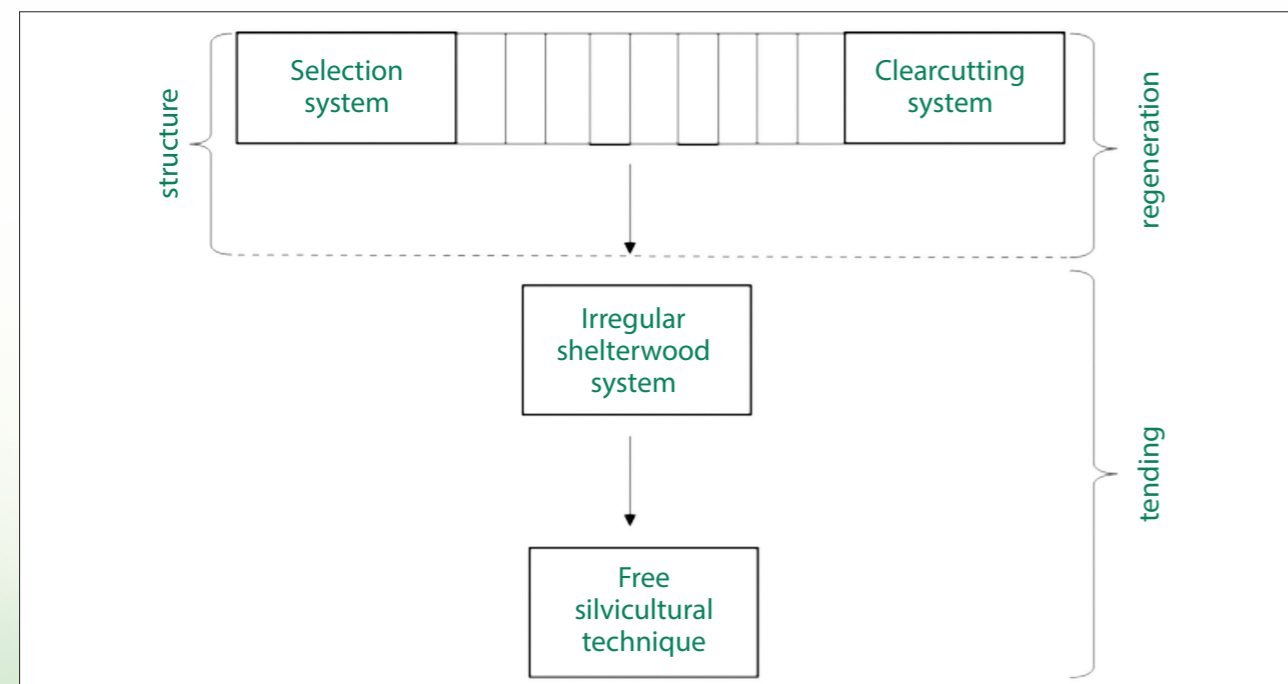 Selection
system
Clearcutting
system
structure
regeneration
Irregular
shelterwood
system
tending
Free
silvicultural
technique